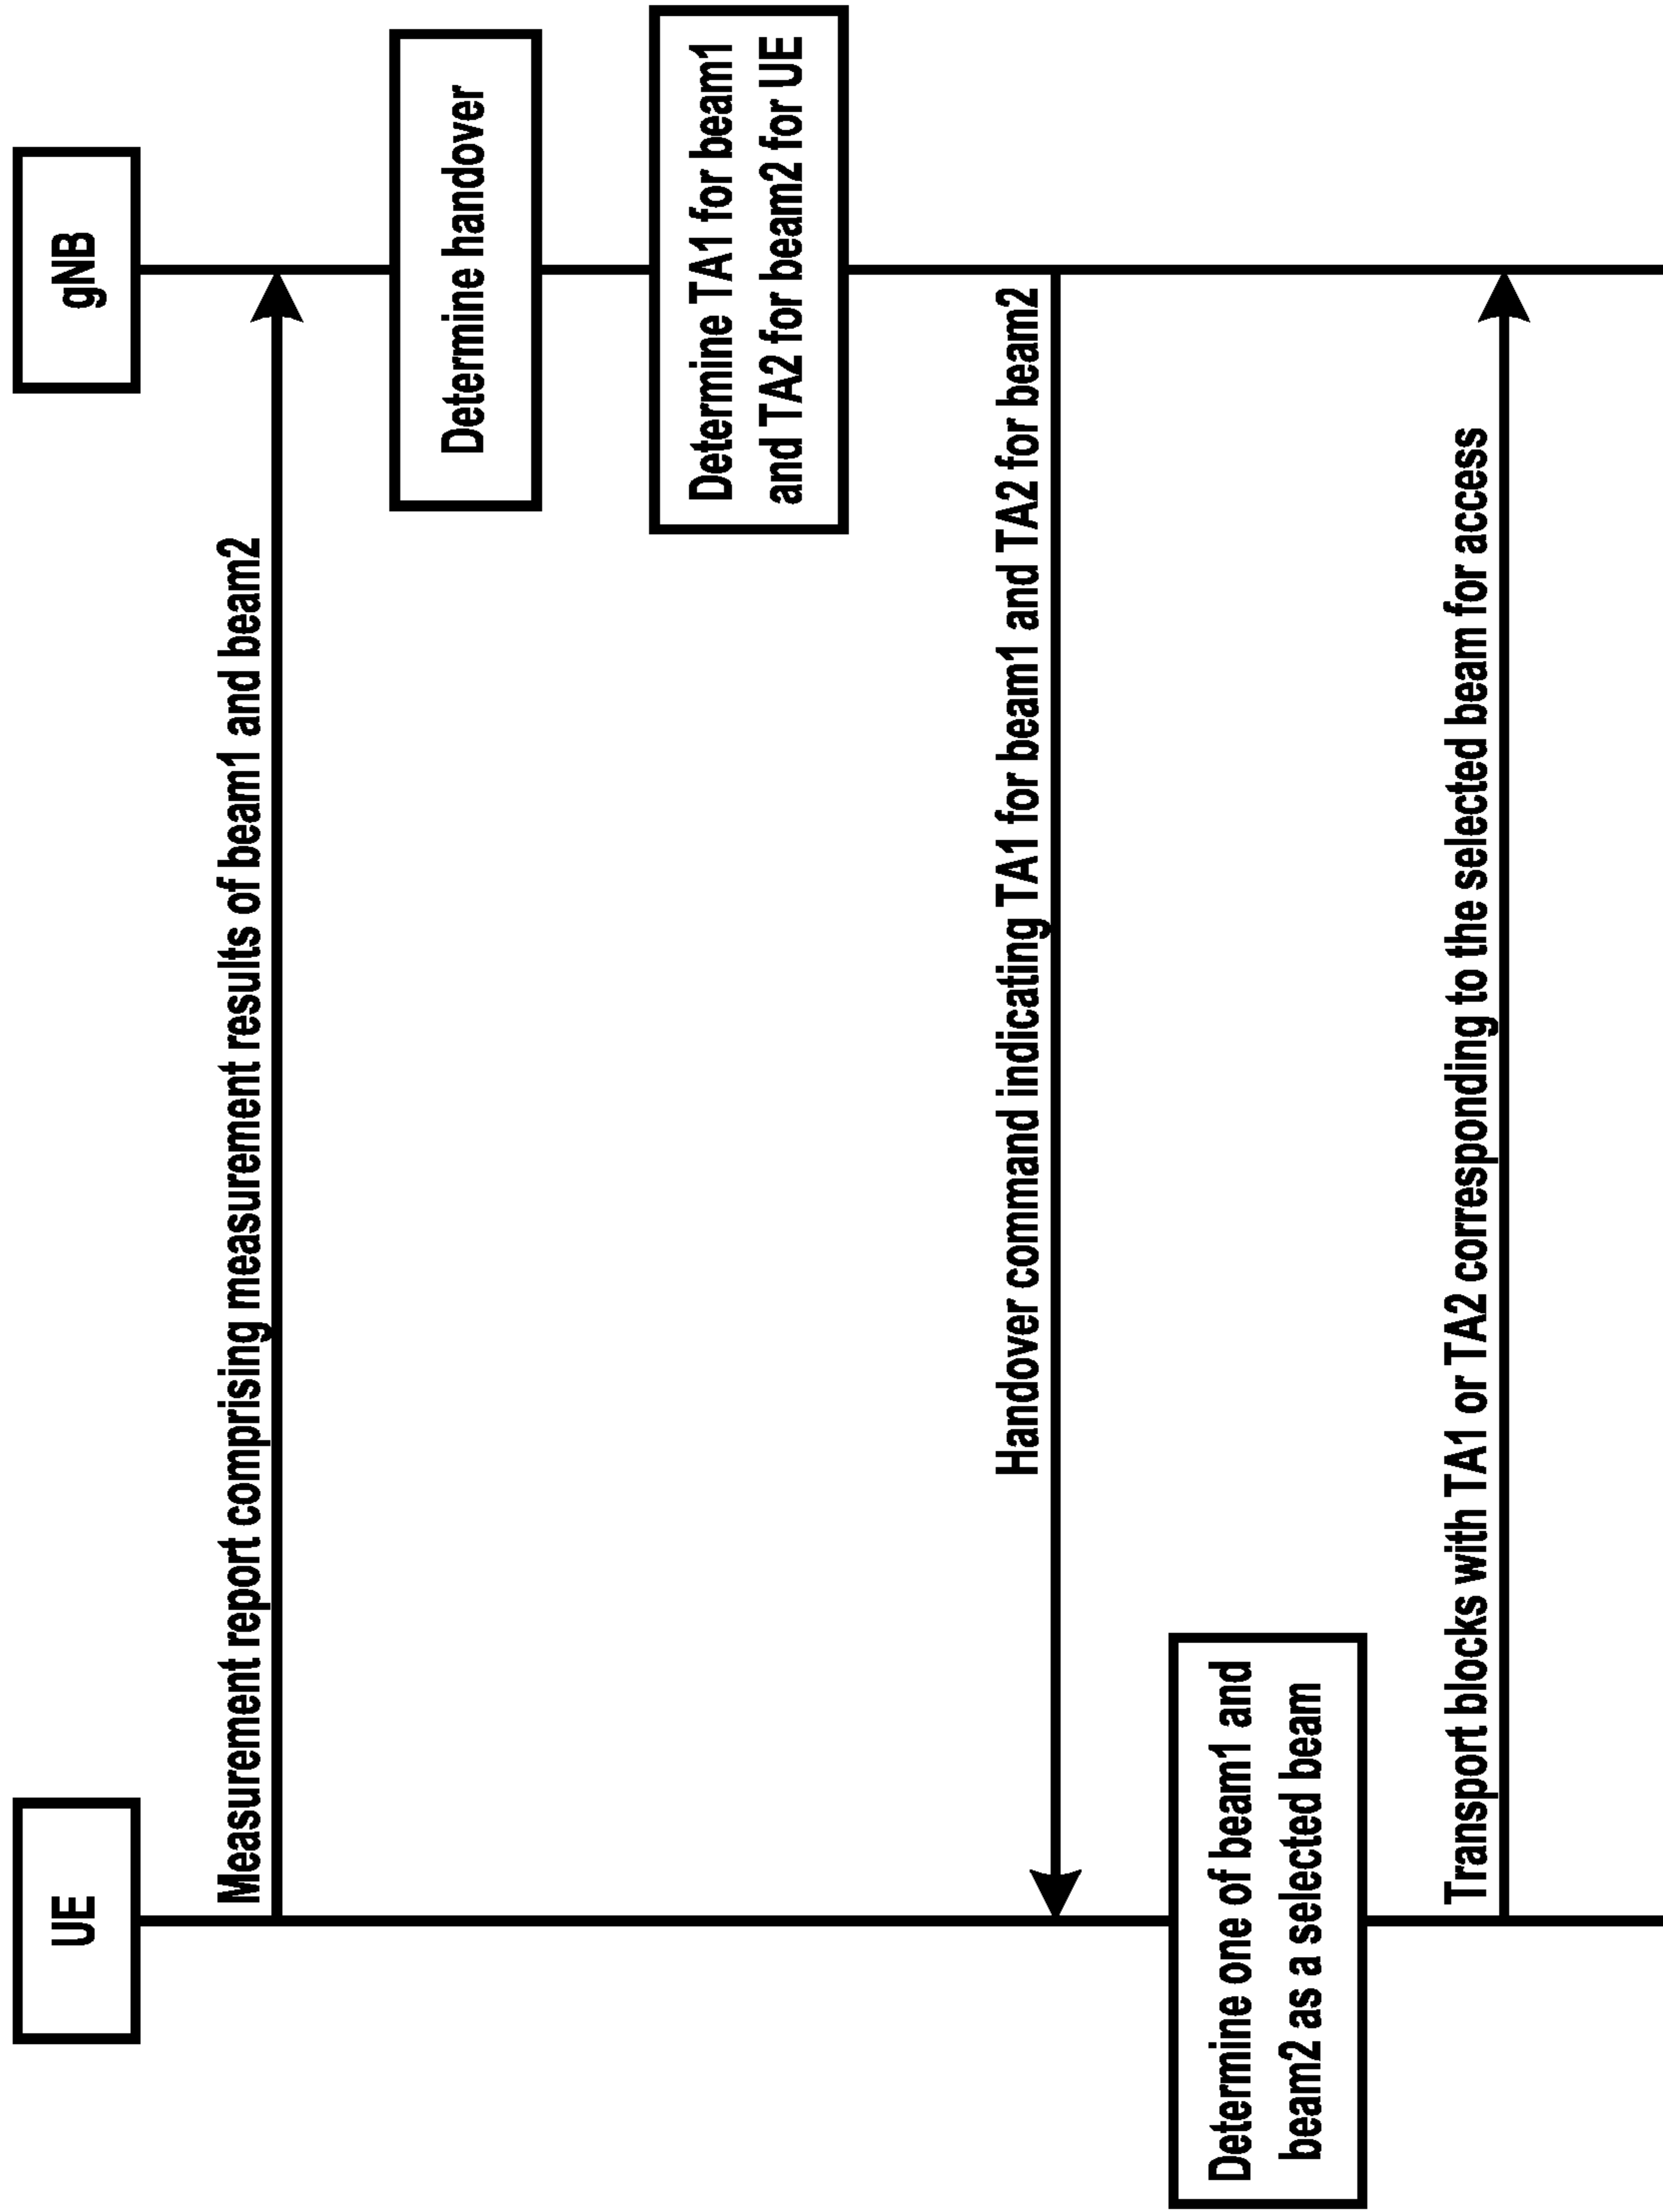 UE
gNB
Measurement report comprising measurement results of beam1 and beam2
Determine handover
Determine TA1 for beam1
and TA2 for beam2 for UE
Handover command indicating TA1 for beam1 and TA2 for beam2
Determine one of beam1 and
beam2 as a selected beam
Transport blocks with TA1 or TA2 corresponding to the selected beam for access